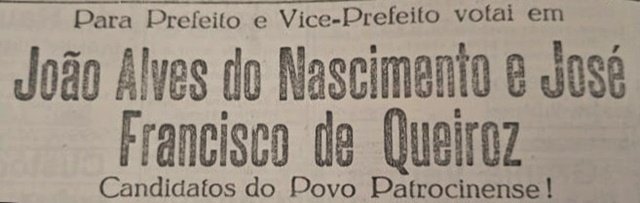 Para Prefeito e Vice-Prefeito votai em
João Alves do Nascimento e José
Francisco de Queiroz
Candidatos do Povo Patrocinense!